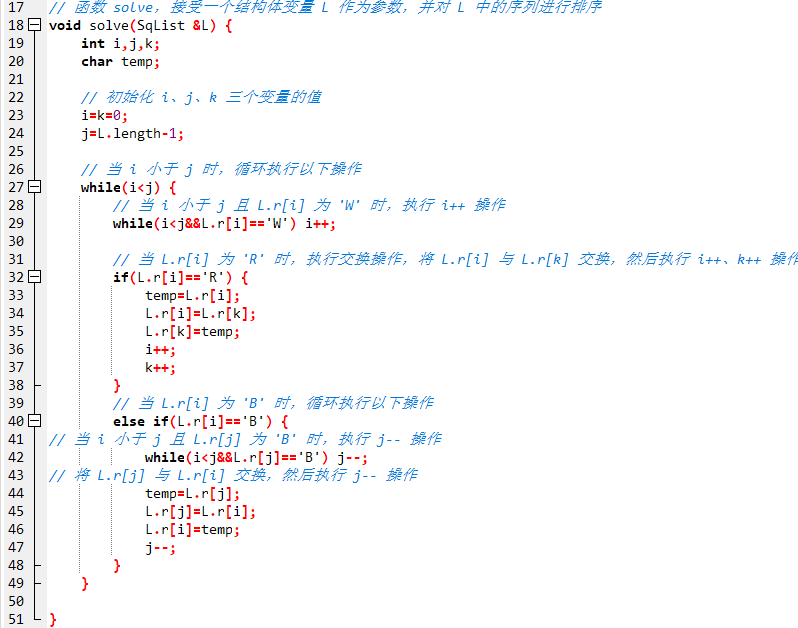 17 // 函数 solve，接受一个结构体变量 L 作为参数，并对 L 中的序列进行排序
18 void solve(SqList &L) {
19 int i,j,k;
20 char temp;
21
22 // 初始化 i、j、k 三个变量的值
23 i=k=0;
24 j=L.length-1;
25
26 // 当 i 小于 j 时，循环执行以下操作
27 while(i<j) {
28 // 当 i 小于 j 且 L.r[i] 为 'W' 时，执行 i++ 操作
29 while(i<j&&L.r[i]=='W') i++;
30
31 // 当 L.r[i] 为 'R' 时，执行交换操作，将 L.r[i] 与 L.r[k] 交换，然后执行 i++、k++ 操作
32 if(L.r[i]=='R') {
33 temp=L.r[i];
34 L.r[i]=L.r[k];
35 L.r[k]=temp;
36 i++;
37 k++;
38 }
39 // 当 L.r[i] 为 'B' 时，循环执行以下操作
40 else if(L.r[i]=='B') {
41 // 当 i 小于 j 且 L.r[j] 为 'B' 时，执行 j-- 操作
42 while(i<j&&L.r[j]=='B') j--;
43 // 将 L.r[j] 与 L.r[i] 交换，然后执行 j-- 操作
44 temp=L.r[j];
45 L.r[j]=L.r[i];
46 L.r[i]=temp;
47 j--;
48 }
49 }
50
51 }